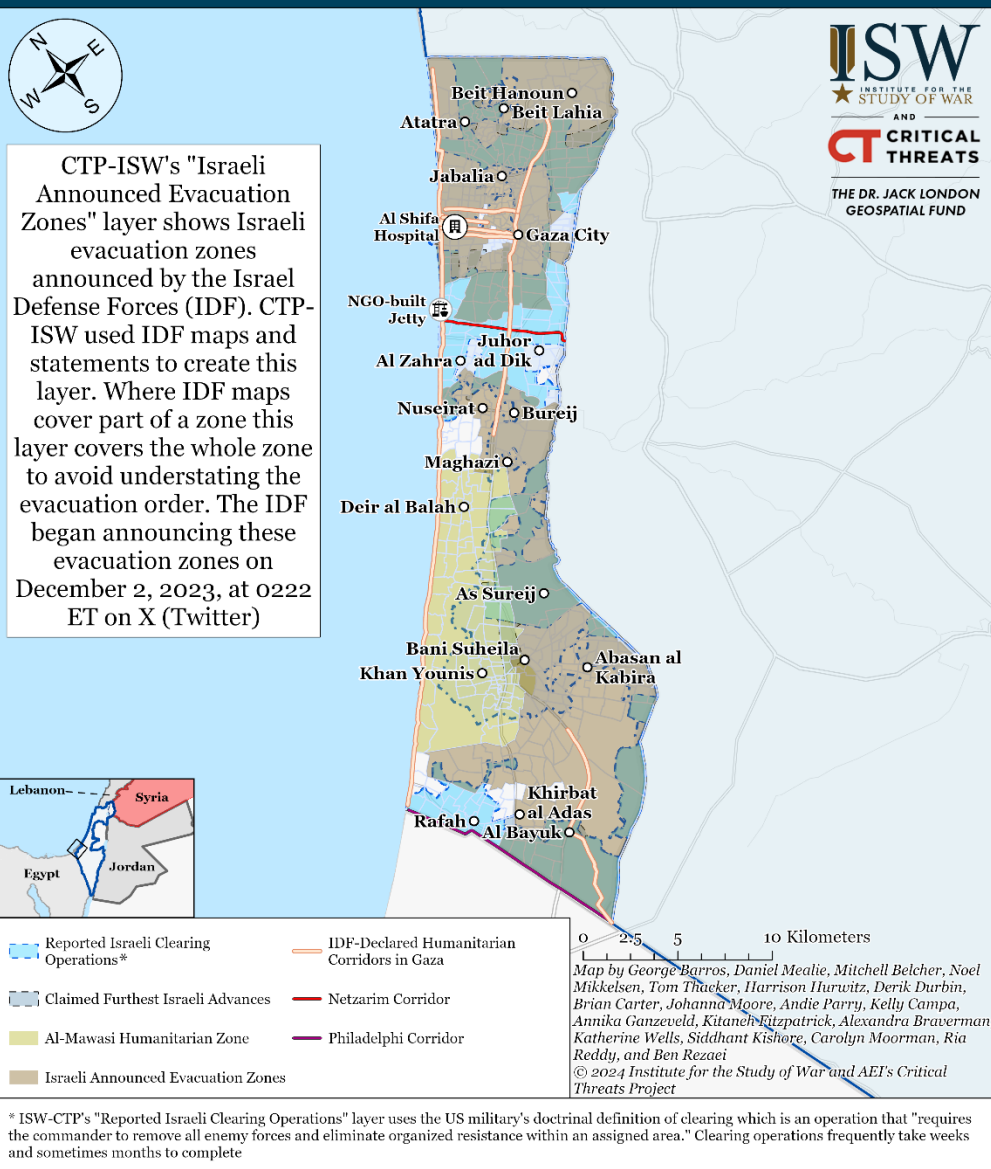 N
E
W
S
ISW
INSTITUTE FOR THE
STUDY OF WAR
AND
CT CRITICAL
THREATS
THE DR. JACK LONDON
GEOSPATIAL FUND
CTP-ISW's "Israeli
Announced Evacuation
Zones" layer shows Israeli
evacuation zones
announced by the Israel
Defense Forces (IDF). CTP-
ISW used IDF maps and
statements to create this
layer. Where IDF maps
cover part of a zone this
layer covers the whole zone
to avoid understating the
evacuation order. The IDF
began announcing these
evacuation zones on
December 2, 2023, at 0222
ET on X (Twitter)
Beit Hanoun
Beit Lahia
Atatra
Jabalia
Al Shifa
Hospital
Gaza City
NGO-built
Jetty
Juhor
ad Dik
Al Zahra
Nuseirat
Bureij
Maghazi
Deir al Balah
As Sureij
Bani Suheila
Khan Younis
Abasan al
Kabira
Khirbat
al Adas
Rafah
Al Bayuk
Lebanon
Syria
Egypt
Jordan
Reported Israeli Clearing
Operations*
Claimed Furthest Israeli Advances
Al-Mawasi Humanitarian Zone
Israeli Announced Evacuation Zones
IDF-Declared Humanitarian
Corridors in Gaza
Netzarim Corridor
Philadelphi Corridor
0 2.5 5 10 Kilometers
Map by George Barros, Daniel Mealie, Mitchell Belcher, Noel
Mikkelsen, Tom Thacker, Harrison Hurwitz, Derik Durbin,
Brian Carter, Johanna Moore, Andie Parry, Kelly Campa,
Annika Ganzeveld, Kitaneh Fitzpatrick, Alexandra Braverman
Katherine Wells, Siddhant Kishore, Carolyn Moorman, Ria
Reddy, and Ben Rezaei
© 2024 Institute for the Study of War and AEI's Critical
Threats Project
* ISW-CTP's "Reported Israeli Clearing Operations" layer uses the US military's doctrinal definition of clearing which is an operation that "requires
the commander to remove all enemy forces and eliminate organized resistance within an assigned area." Clearing operations frequently take weeks
and sometimes months to complete